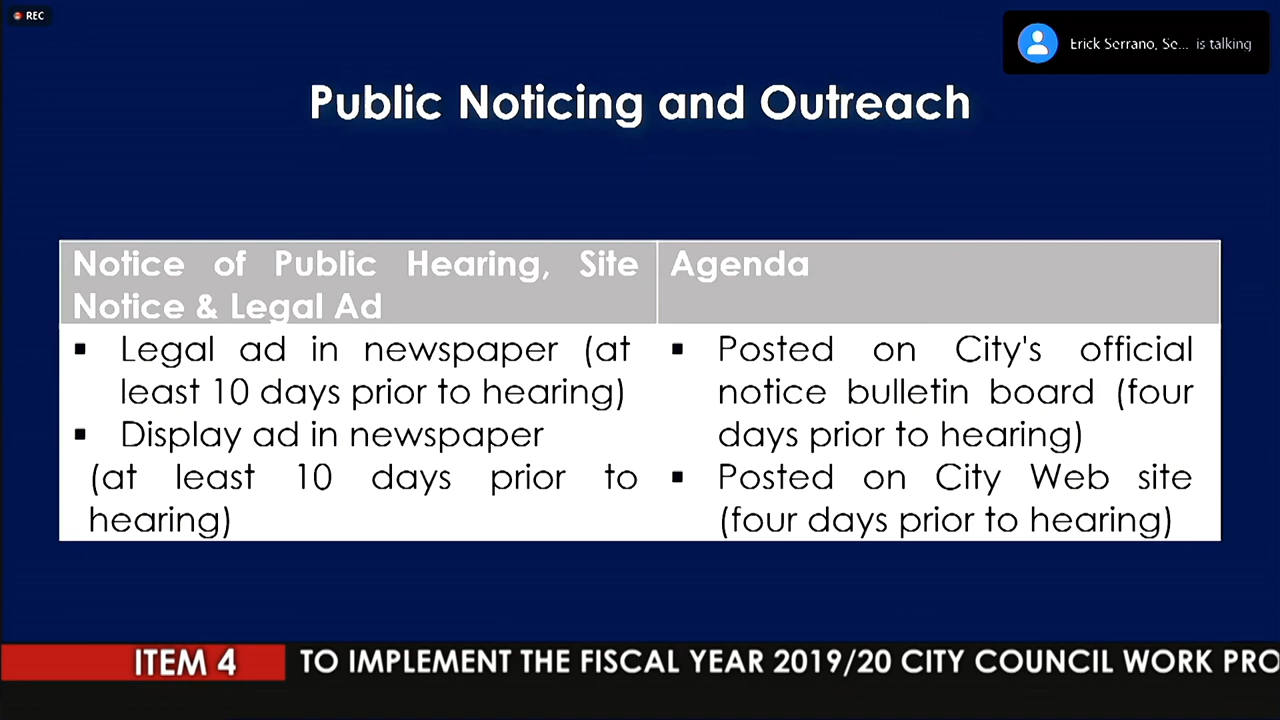 REC
Erick Serrano, Se... is talking
Public Noticing and Outreach
Notice of Public Hearing, Site
Notice & Legal Ad
Agenda
▪ Legal ad in newspaper (at
least 10 days prior to hearing)
▪ Display ad in newspaper
(at least 10 days prior to
hearing)
▪ Posted on City's official
notice bulletin board (four
days prior to hearing)
▪ Posted on City Web site
(four days prior to hearing)
ITEM 4
TO IMPLEMENT THE FISCAL YEAR 2019/20 CITY COUNCIL WORK PRO